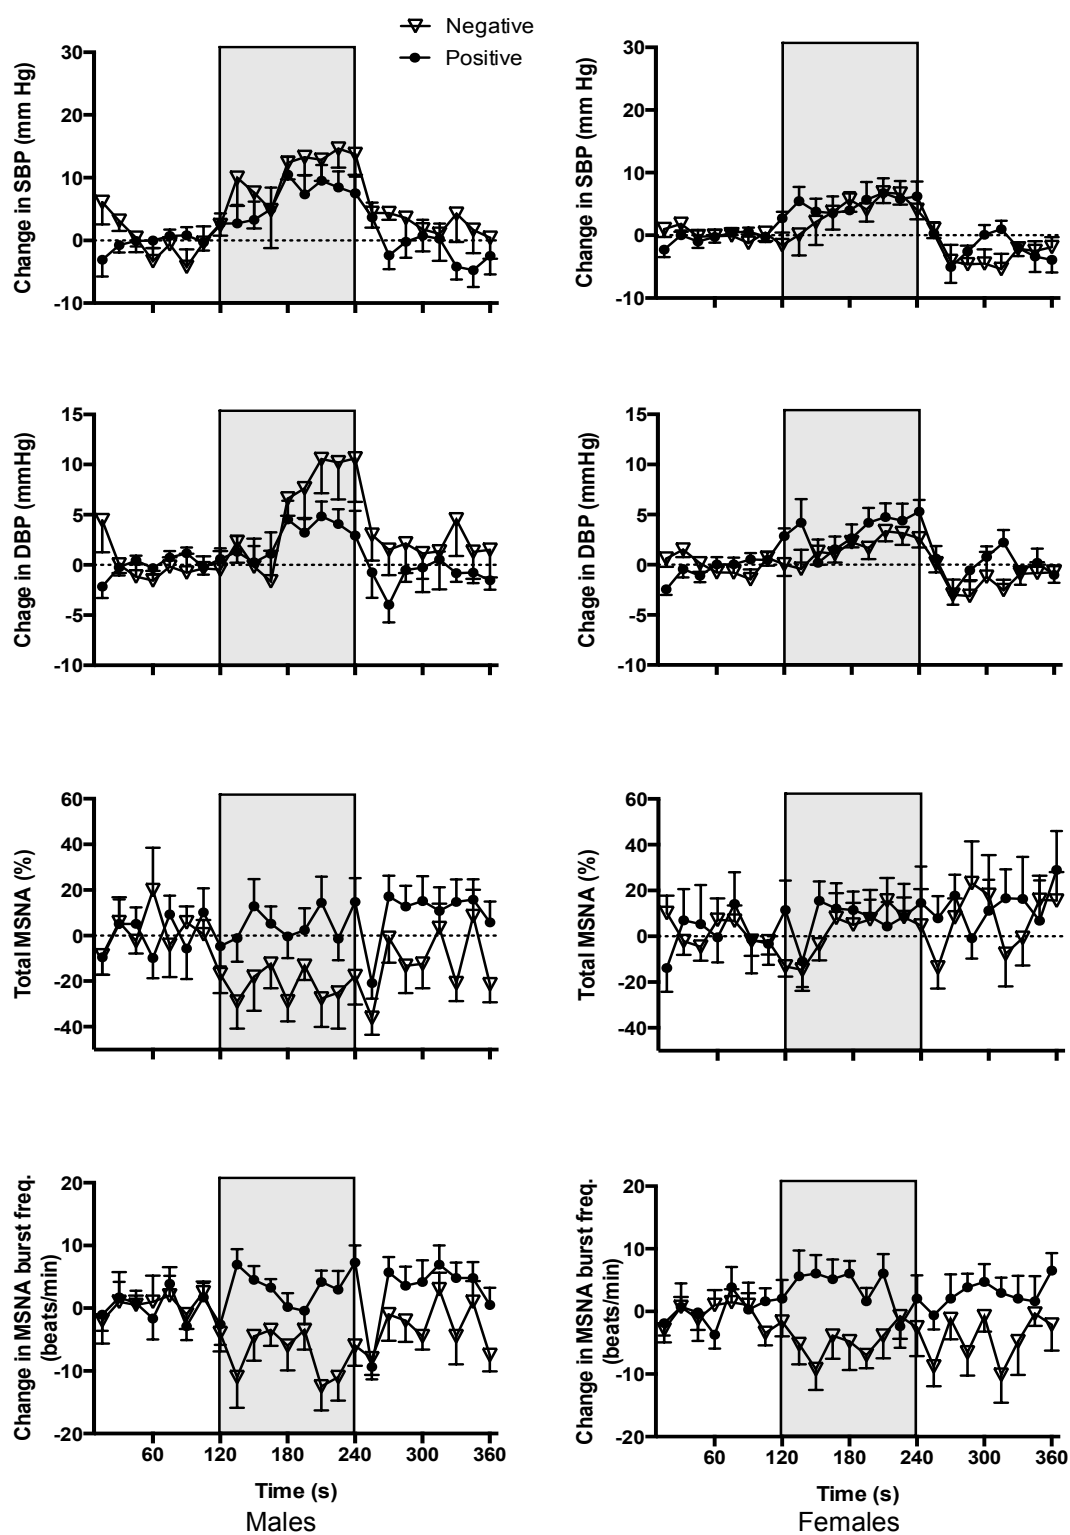 Negative
Positive
Change in SBP (mm Hg)
30
20
10
0
-10
Change in SBP (mm Hg)
30
20
10
0
-10
Chage in DBP (mmHg)
15
10
5
0
-5
-10
Chage in DBP (mmHg)
15
10
5
0
-5
-10
Total MSNA (%)
60
40
20
0
-20
-40
Total MSNA (%)
60
40
20
0
-20
-40
Change in MSNA burst freq.
(beats/min)
20
10
0
-10
-20
60 120 180 240 300 360
Time (s)
Males
Change in MSNA burst freq.
(beats/min)
20
10
0
-10
-20
60 120 180 240 300 360
Time (s)
Females